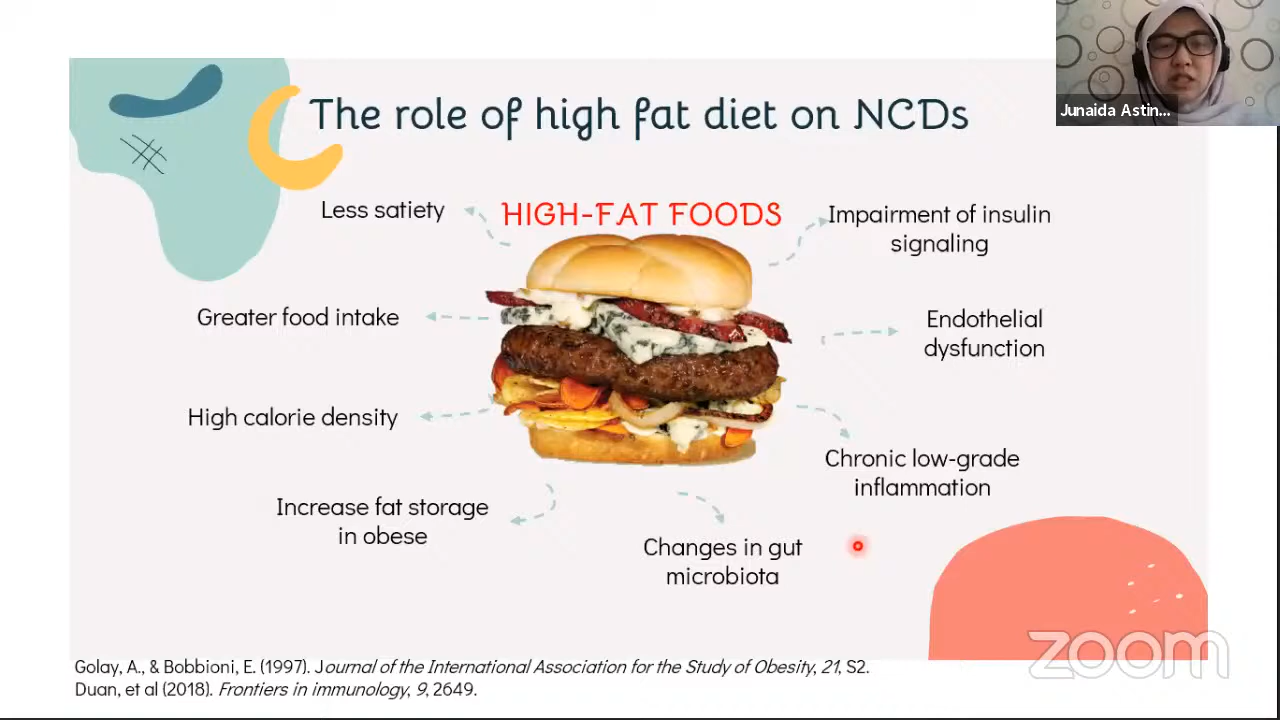 The role of high fat diet on NCDs
Junaida Astin...
Less satiety
HIGH-FAT FOODS
Impairment of insulin
signaling
Greater food intake
Endothelial
dysfunction
High calorie density
Chronic low-grade
inflammation
Increase fat storage
in obese
Changes in gut
microbiota
zoom
Golay, A., & Bobbioni, E. (1997). Journal of the International Association for the Study of Obesity, 21, S2.
Duan, et al (2018). Frontiers in immunology, 9, 2649.